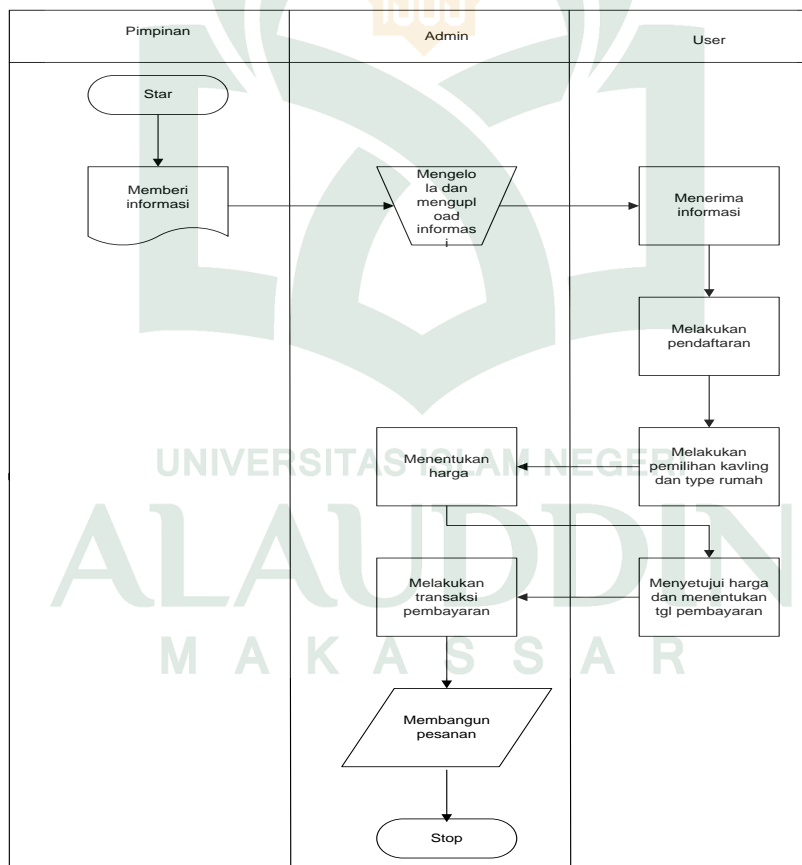 Pimpinan
Admin
User
Star
Memberi
informasi
Mengelo
la dan
mengupl
oad
informas
i
Menerima
informasi
Melakukan
pendaftaran
Melakukan
pemilihan kavling
dan type rumah
Menentukan
harga
Menyetujui harga
dan menentukan
tgl pembayaran
Melakukan
transaksi
pembayaran
Membangun
pesanan
Stop
UNIVERSITAS ISLAM NEGERI
ALAUDDIN
MAKASSAR